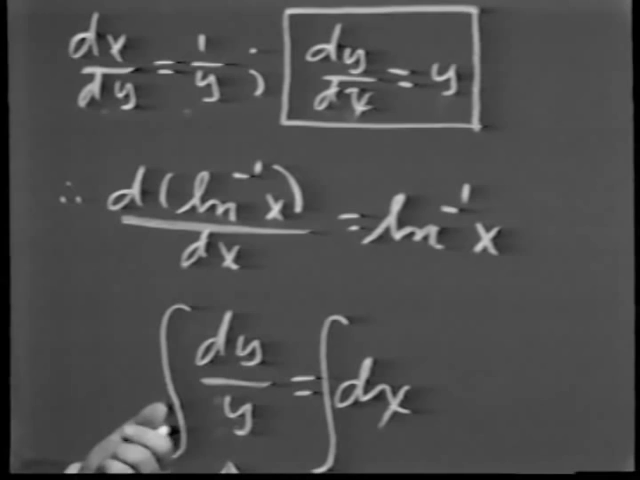 dx/dy = 1/y ; dy/dx = y
∴ d(ln⁻¹x)/dx = ln⁻¹x
∫ dy/y = ∫ dx